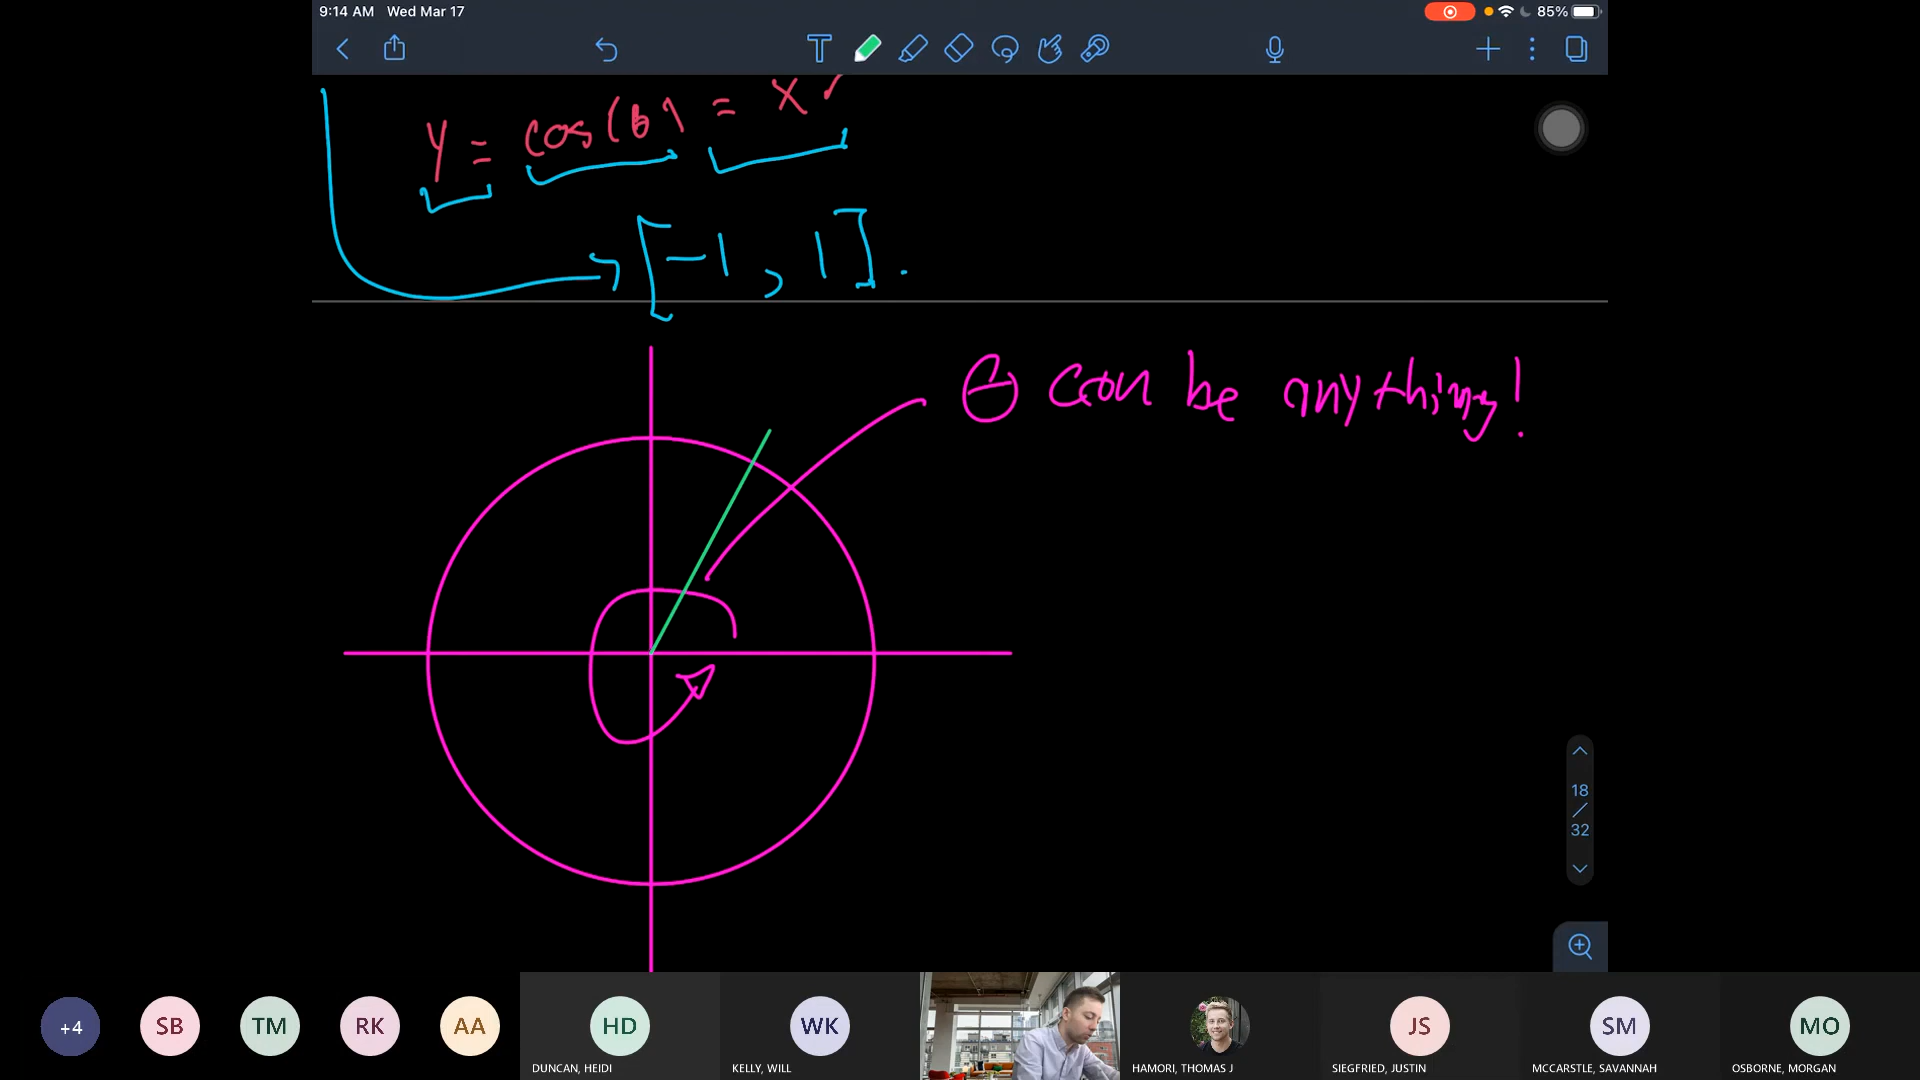 9:14 AM Wed Mar 17
85%
T
y = cos(θ) = x
[-1, 1].
θ can be anything!
18
/
32
+4
SB
TM
RK
AA
HD
WK
JS
SM
MO
DUNCAN, HEIDI
KELLY, WILL
HAMORI, THOMAS J
SIEGFRIED, JUSTIN
MCCARSTLE, SAVANNAH
OSBORNE, MORGAN